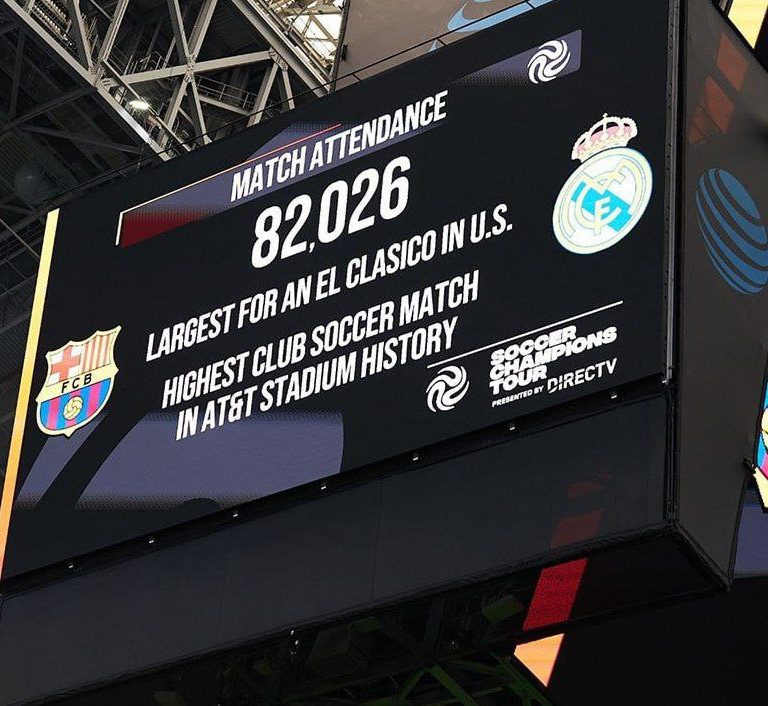 MATCH ATTENDANCE
82,026
LARGEST FOR AN EL CLASICO IN U.S.
HIGHEST CLUB SOCCER MATCH
IN AT&T STADIUM HISTORY
FCB
SOCCER
CHAMPIONS
TOUR
PRESENTED BY DIRECTV